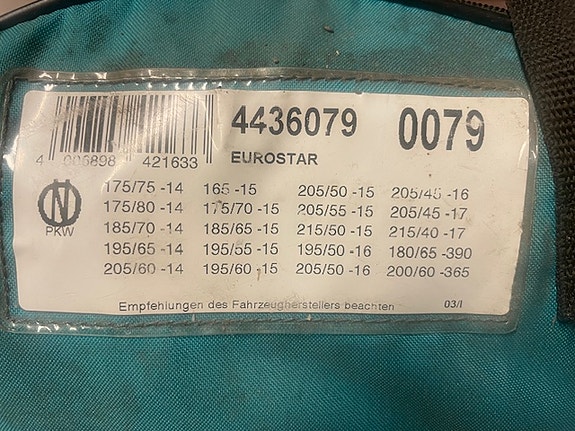 4436079 0079
4 006898 421633 EUROSTAR
175/75 -14 165 -15 205/50 -15 205/45 -16
175/80 -14 175/70 -15 205/55 -15 205/45 -17
185/70 -14 185/65 -15 215/50 -15 215/40 -17
195/65 -14 195/55 -15 195/50 -16 180/65 -390
205/60 -14 195/60 -15 205/50 -16 200/60 -365
PKW
Empfehlungen des Fahrzeugherstellers beachten 03/I